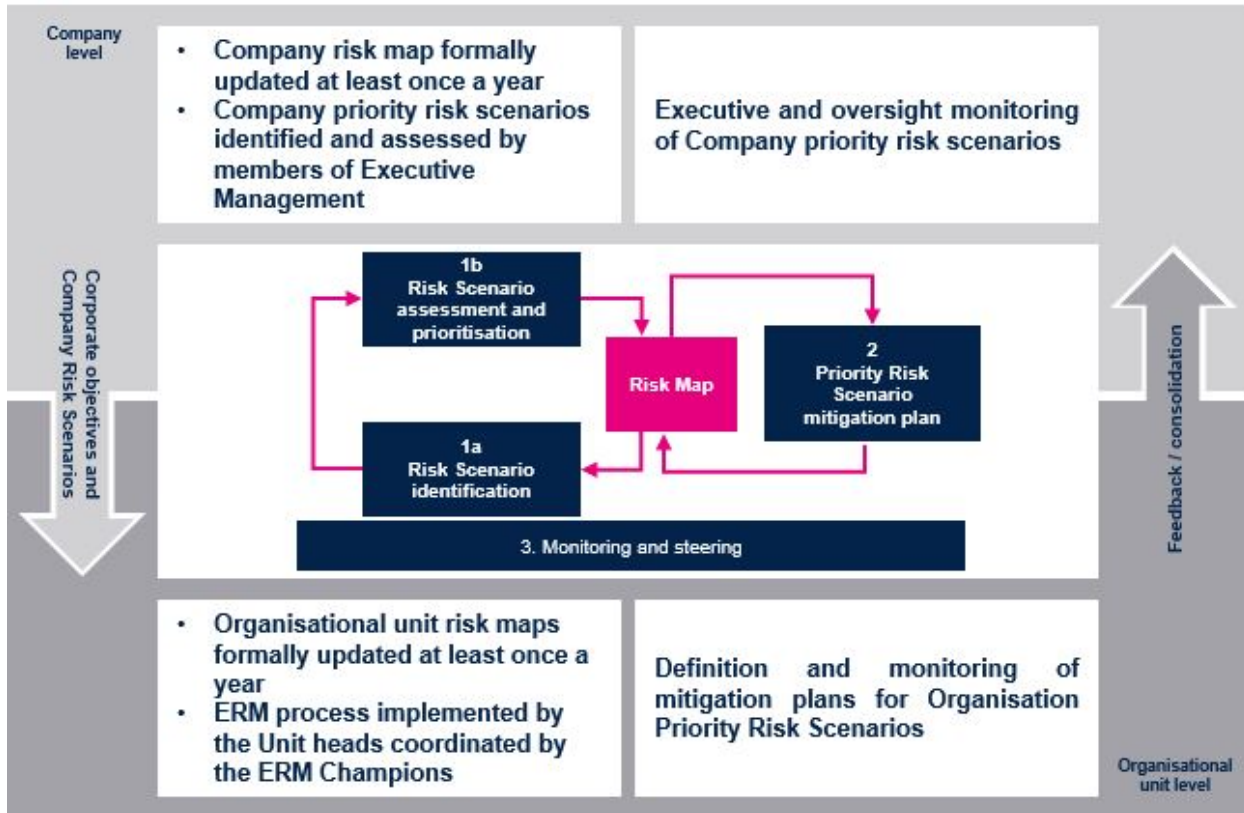 Company
level
• Company risk map formally
updated at least once a year
• Company priority risk scenarios
identified and assessed by
members of Executive
Management
Executive and oversight monitoring
of Company priority risk scenarios
Corporate objectives and
Company Risk Scenarios
1b
Risk Scenario
assessment and
prioritisation
Risk Map
2
Priority Risk
Scenario
mitigation plan
1a
Risk Scenario
identification
3. Monitoring and steering
Feedback / consolidation
• Organisational unit risk maps
formally updated at least once a
year
• ERM process implemented by
the Unit heads coordinated by
the ERM Champions
Definition and monitoring of
mitigation plans for Organisation
Priority Risk Scenarios
Organisational
unit level